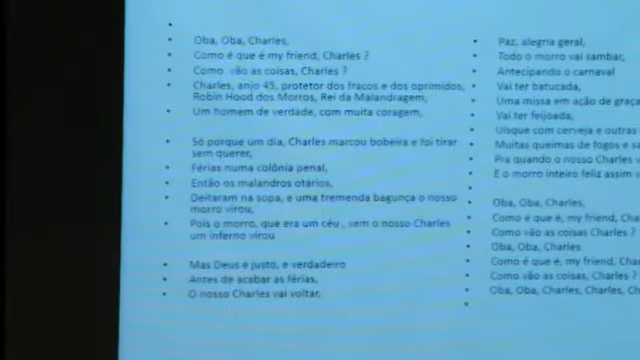 Oba, Oba, Charles,
Como é que é my friend, Charles ?
Como vão as coisas, Charles ?
Charles, anjo 45, protetor dos fracos e dos oprimidos,
Robin Hood dos Morros, Rei da Malandragem,
Um homem de verdade, com muita coragem,
Só porque um dia, Charles marcou bobeira e foi tirar
sem querer,
Férias numa colônia penal,
Então os malandros otários,
Deitaram na sopa, e uma tremenda bagunça o nosso
morro virou,
Pois o morro, que era um céu , sem o nosso Charles
um inferno virou
Mas Deus é justo, e verdadeiro
Antes de acabar as férias,
O nosso Charles vai voltar,
Paz, alegria geral,
Todo o morro vai sambar,
Antecipando o carnaval
Vai ter batucada,
Uma missa em ação de graça
Vai ter feijoada,
Uísque com cerveja e outras
Muitas queimas de fogos e
Pra quando o nosso Charles
E o morro inteiro feliz assim
Oba, Oba, Charles,
Como é que é, my friend, Cha
Como vão as coisas Charles ?
Oba, Oba, Charles
Como é que é, my friend, Cha
Como vão as coisas, Charles ?
Oba, Oba, Charles, Charles, Ch